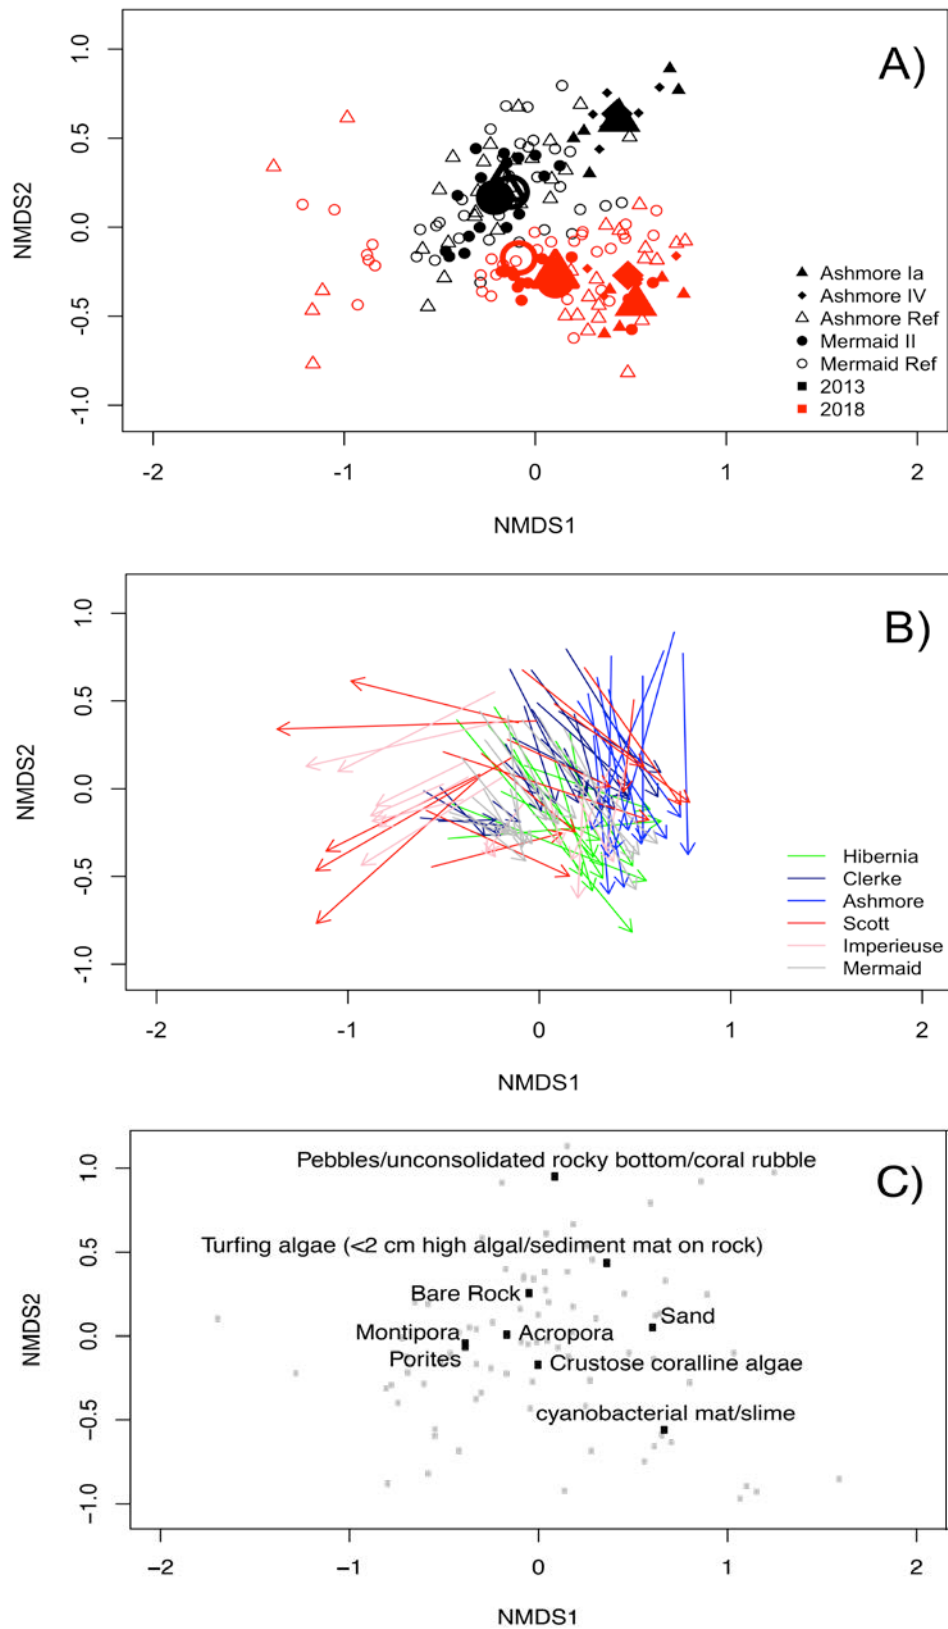 A)
1.0
0.5
0.0
-0.5
-1.0
NMDS2
Ashmore Ia
Ashmore IV
Ashmore Ref
Mermaid II
Mermaid Ref
2013
2018
-2
-1
0
1
2
NMDS1
B)
1.0
0.5
0.0
-0.5
-1.0
NMDS2
Hibernia
Clerke
Ashmore
Scott
Imperieuse
Mermaid
-2
-1
0
1
2
NMDS1
C)
1.0
0.5
0.0
-0.5
-1.0
NMDS2
Pebbles/unconsolidated rocky bottom/coral rubble
Turfing algae (<2 cm high algal/sediment mat on rock)
Bare Rock
Sand
Montipora
Acropora
Porites
Crustose coralline algae
cyanobacterial mat/slime
-2
-1
0
1
2
NMDS1